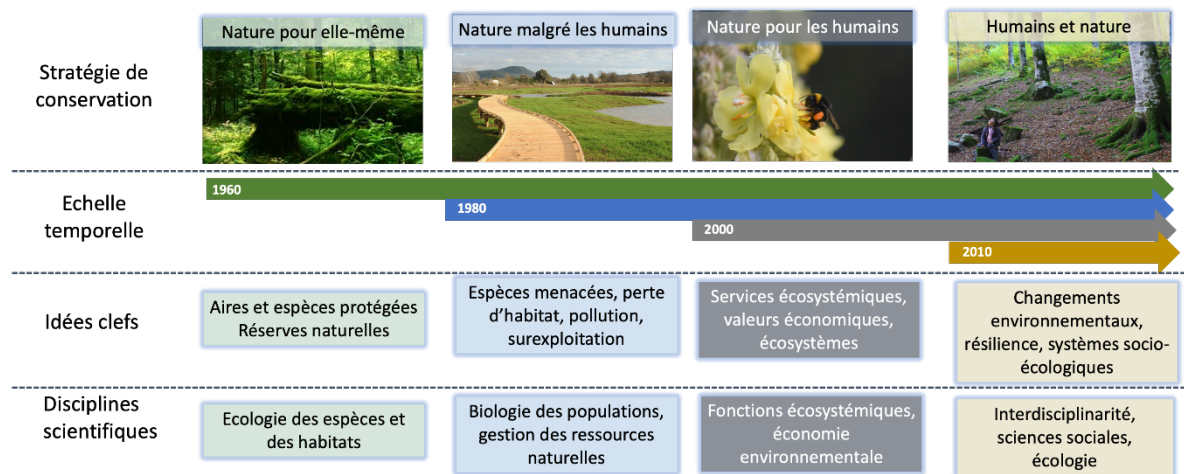 Stratégie de
conservation
Nature pour elle-même
Nature malgré les humains
Nature pour les humains
Humains et nature
Echelle
temporelle
1960
1980
2000
2010
Idées clefs
Aires et espèces protégées
Réserves naturelles
Espèces menacées, perte
d’habitat, pollution,
surexploitation
Services écosystémiques,
valeurs économiques,
écosystèmes
Changements
environnementaux,
résilience, systèmes socio-
écologiques
Disciplines
scientifiques
Ecologie des espèces et
des habitats
Biologie des populations,
gestion des ressources
naturelles
Fonctions écosystémiques,
économie
environnementale
Interdisciplinarité,
sciences sociales,
écologie